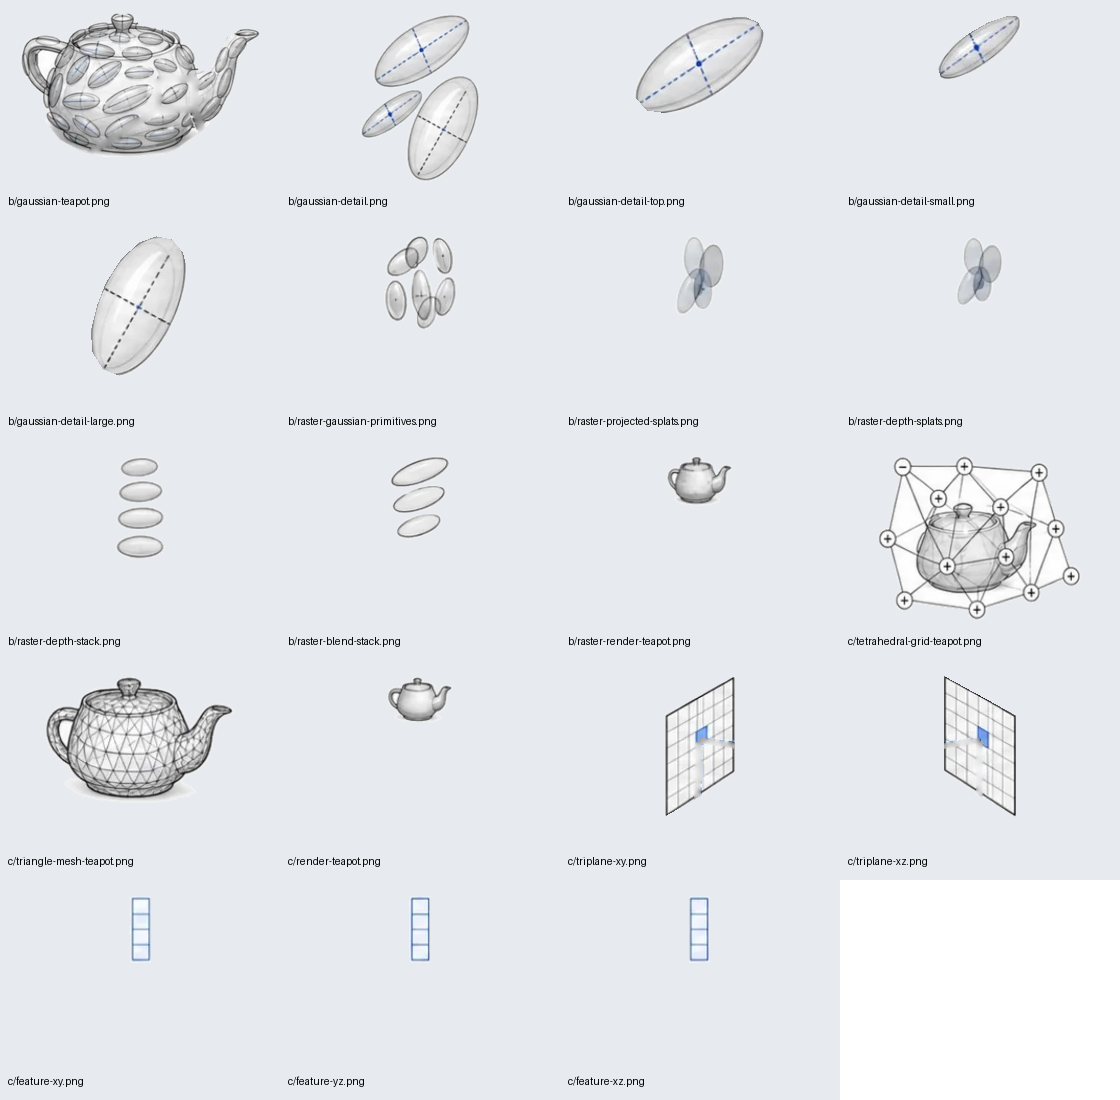 b/gaussian-teapot.png
b/gaussian-detail.png
b/gaussian-detail-top.png
b/gaussian-detail-small.png
b/gaussian-detail-large.png
b/raster-gaussian-primitives.png
b/raster-projected-splats.png
b/raster-depth-splats.png
b/raster-depth-stack.png
b/raster-blend-stack.png
b/raster-render-teapot.png
c/tetrahedral-grid-teapot.png
c/triangle-mesh-teapot.png
c/render-teapot.png
c/triplane-xy.png
c/triplane-xz.png
c/feature-xy.png
c/feature-yz.png
c/feature-xz.png